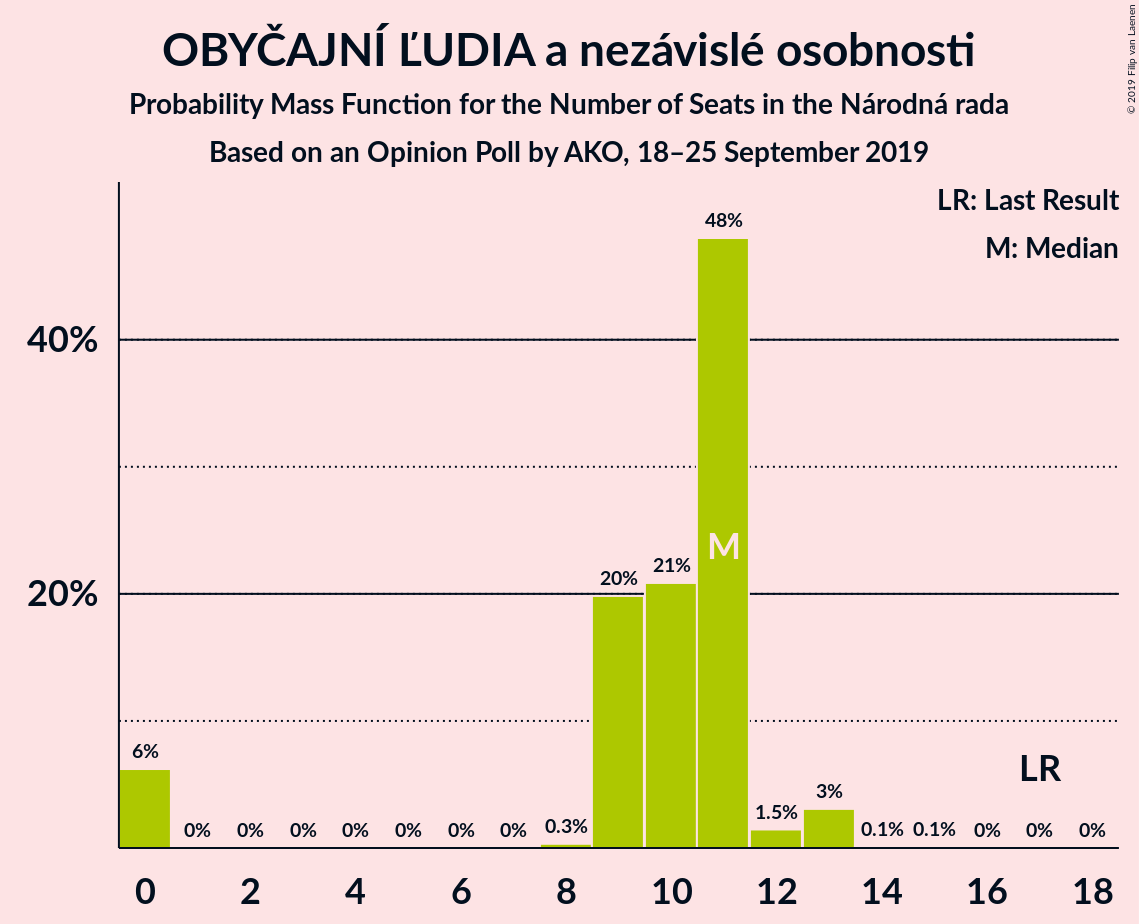 OBYČAJNÍ ĽUDIA a nezávislé osobnosti
Probability Mass Function for the Number of Seats in the Národná rada
Based on an Opinion Poll by AKO, 18–25 September 2019
© 2019 Filip van Laenen
LR: Last Result
M: Median
48%
40%
M
21%
20%
20%
6%
LR
3%
1.5%
0% 0% 0% 0% 0% 0% 0% 0.3% 0.1% 0.1% 0% 0% 0%
0 2 4 6 8 10 12 14 16 18